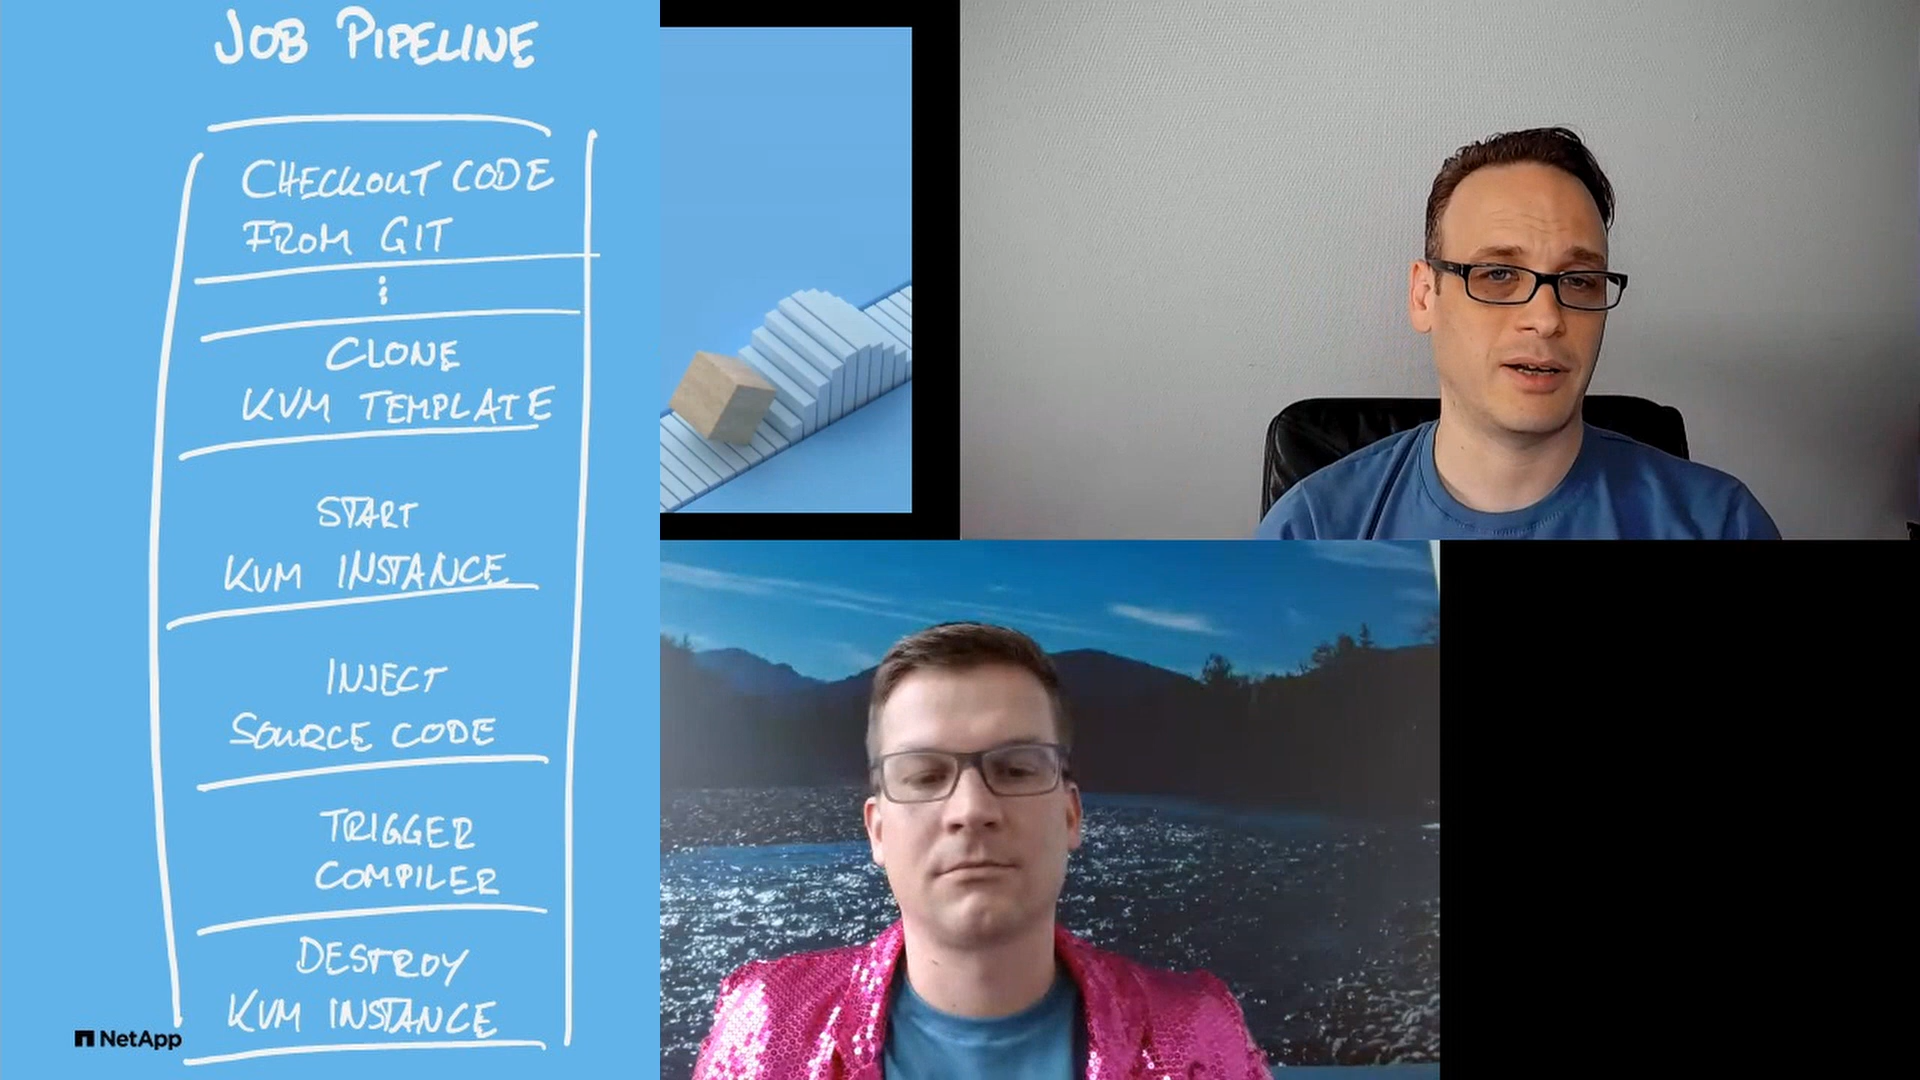 JOB PIPELINE
CHECKOUT CODE
FROM GIT
CLONE
KVM TEMPLATE
START
KVM INSTANCE
INJECT
SOURCE CODE
TRIGGER
COMPILER
DESTROY
KVM INSTANCE
NetApp